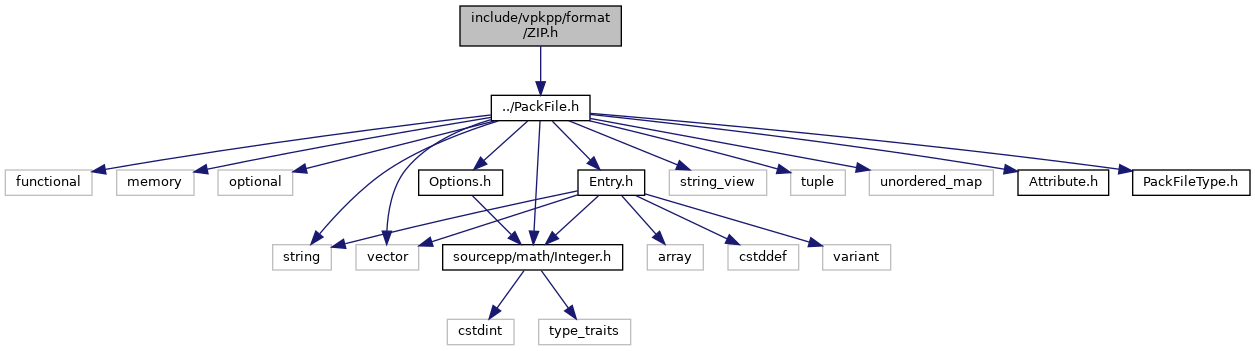 include/vpkpp/format
/ZIP.h
../PackFile.h
functional
memory
optional
Options.h
Entry.h
string_view
tuple
unordered_map
Attribute.h
PackFileType.h
string
vector
sourcepp/math/Integer.h
array
cstddef
variant
cstdint
type_traits